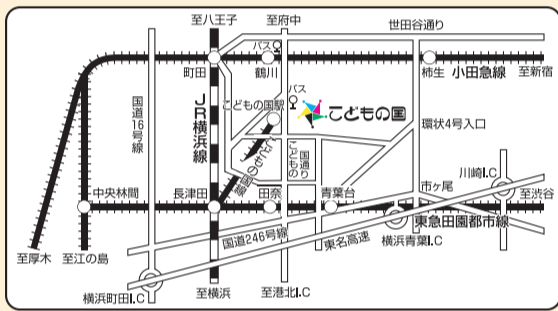 至八王子
至府中
世田谷通り
バス
町田
鶴川
柿生
小田急線
至新宿
国道16号線
JR横浜線
バス
こどもの国駅
こどもの国
こどもの国線
こどもの国通り
環状4号入口
川崎I.C
中央林間
長津田
田奈
青葉台
市ヶ尾
至渋谷
東急田園都市線
国道246号線
東名高速
横浜青葉I.C
至厚木
至江の島
横浜町田I.C
至横浜
至港北I.C